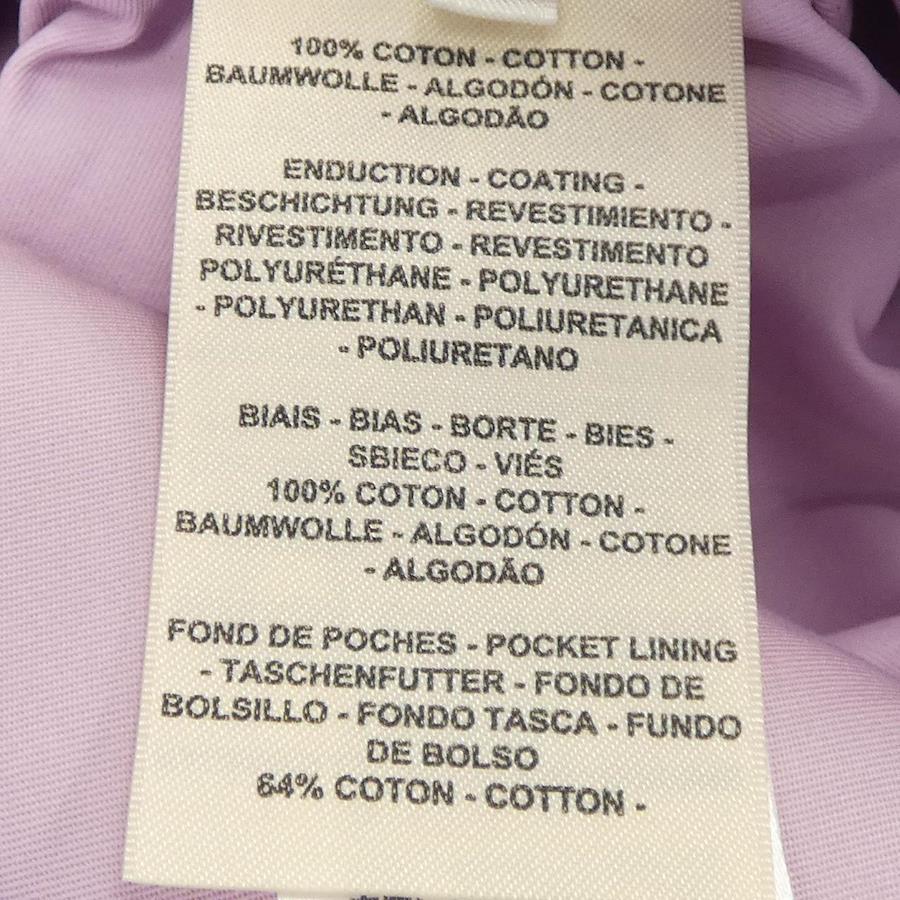 100% COTON - COTTON -
BAUMWOLLE - ALGODÓN - COTONE
- ALGODÃO
ENDUCTION - COATING -
BESCHICHTUNG - REVESTIMIENTO -
RIVESTIMENTO - REVESTIMENTO
POLYURÉTHANE - POLYURETHANE
- POLYURETHAN - POLIURETANICA
- POLIURETANO
BIAIS - BIAS - BORTE - BIES -
SBIECO - VIÉS
100% COTON - COTTON -
BAUMWOLLE - ALGODÓN - COTONE
- ALGODÃO
FOND DE POCHES - POCKET LINING
- TASCHENFUTTER - FONDO DE
BOLSILLO - FONDO TASCA - FUNDO
DE BOLSO
64% COTON - COTTON -